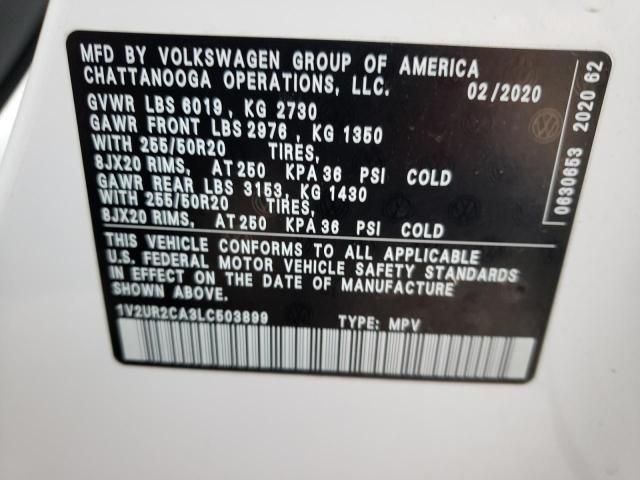 MFD BY VOLKSWAGEN GROUP OF AMERICA
CHATTANOOGA OPERATIONS, LLC. 02/2020
GVWR LBS 6019, KG 2730
GAWR FRONT LBS 2976, KG 1350
WITH 255/50R20 TIRES,
8JX20 RIMS, AT 250 KPA 36 PSI COLD
GAWR REAR LBS 3153, KG 1430
WITH 255/50R20 TIRES,
8JX20 RIMS, AT 250 KPA 36 PSI COLD
THIS VEHICLE CONFORMS TO ALL APPLICABLE
U.S. FEDERAL MOTOR VEHICLE SAFETY STANDARDS
IN EFFECT ON THE DATE OF MANUFACTURE
1V2UR2CA3LC503899 TYPE: MPV
0630653 2020 62